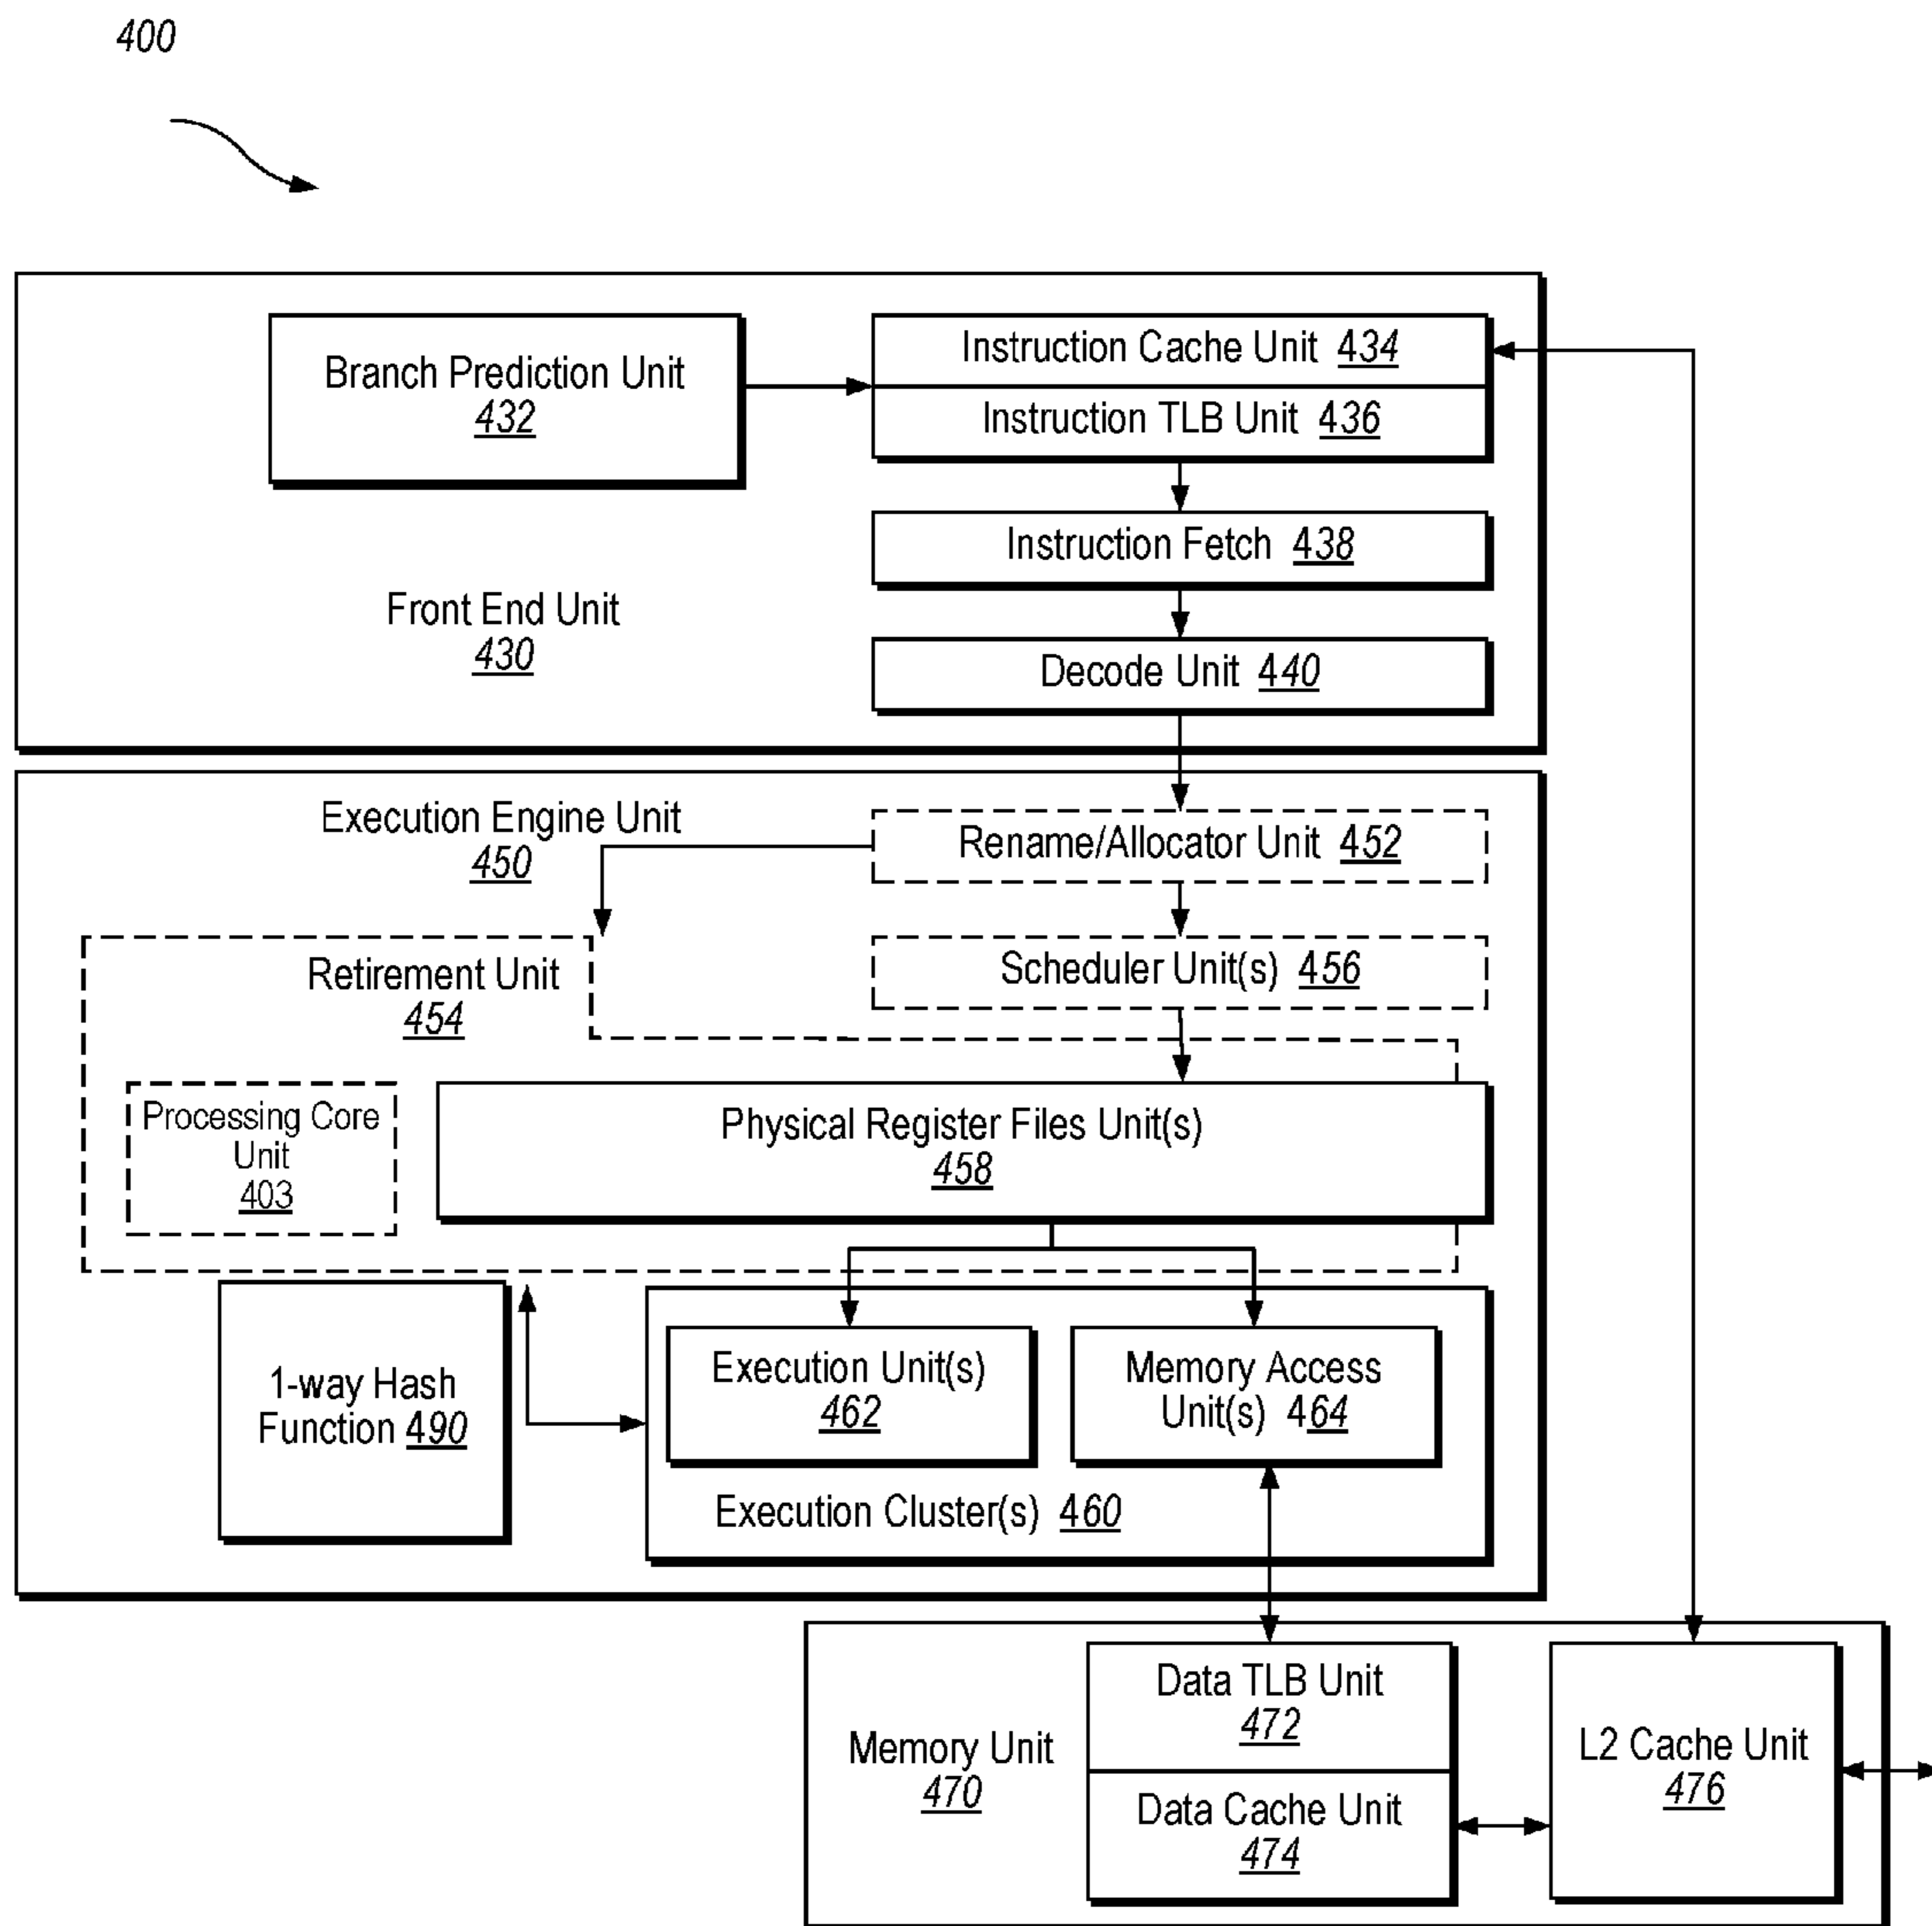 400
Branch Prediction Unit
432
Instruction Cache Unit 434
Instruction TLB Unit 436
Instruction Fetch 438
Front End Unit
430
Decode Unit 440
Execution Engine Unit
450
Rename/Allocator Unit 452
Retirement Unit
454
Scheduler Unit(s) 456
Processing Core
Unit
403
Physical Register Files Unit(s)
458
1-way Hash
Function 490
Execution Unit(s)
462
Memory Access
Unit(s) 464
Execution Cluster(s) 460
Memory Unit
470
Data TLB Unit
472
Data Cache Unit
474
L2 Cache Unit
476